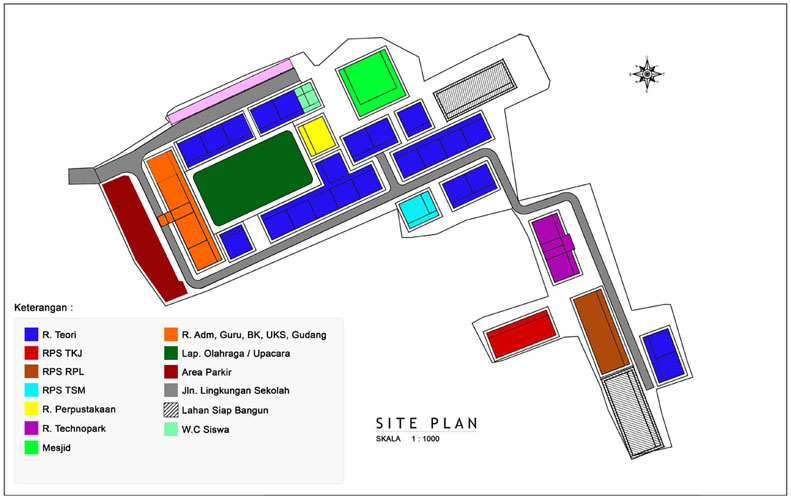 Keterangan :
R. Teori
RPS TKJ
RPS RPL
RPS TSM
R. Perpustakaan
R. Technopark
Mesjid
R. Adm, Guru, BK, UKS, Gudang
Lap. Olahraga / Upacara
Area Parkir
Jln. Lingkungan Sekolah
Lahan Siap Bangun
W.C Siswa
SITE PLAN
SKALA 1 : 1000